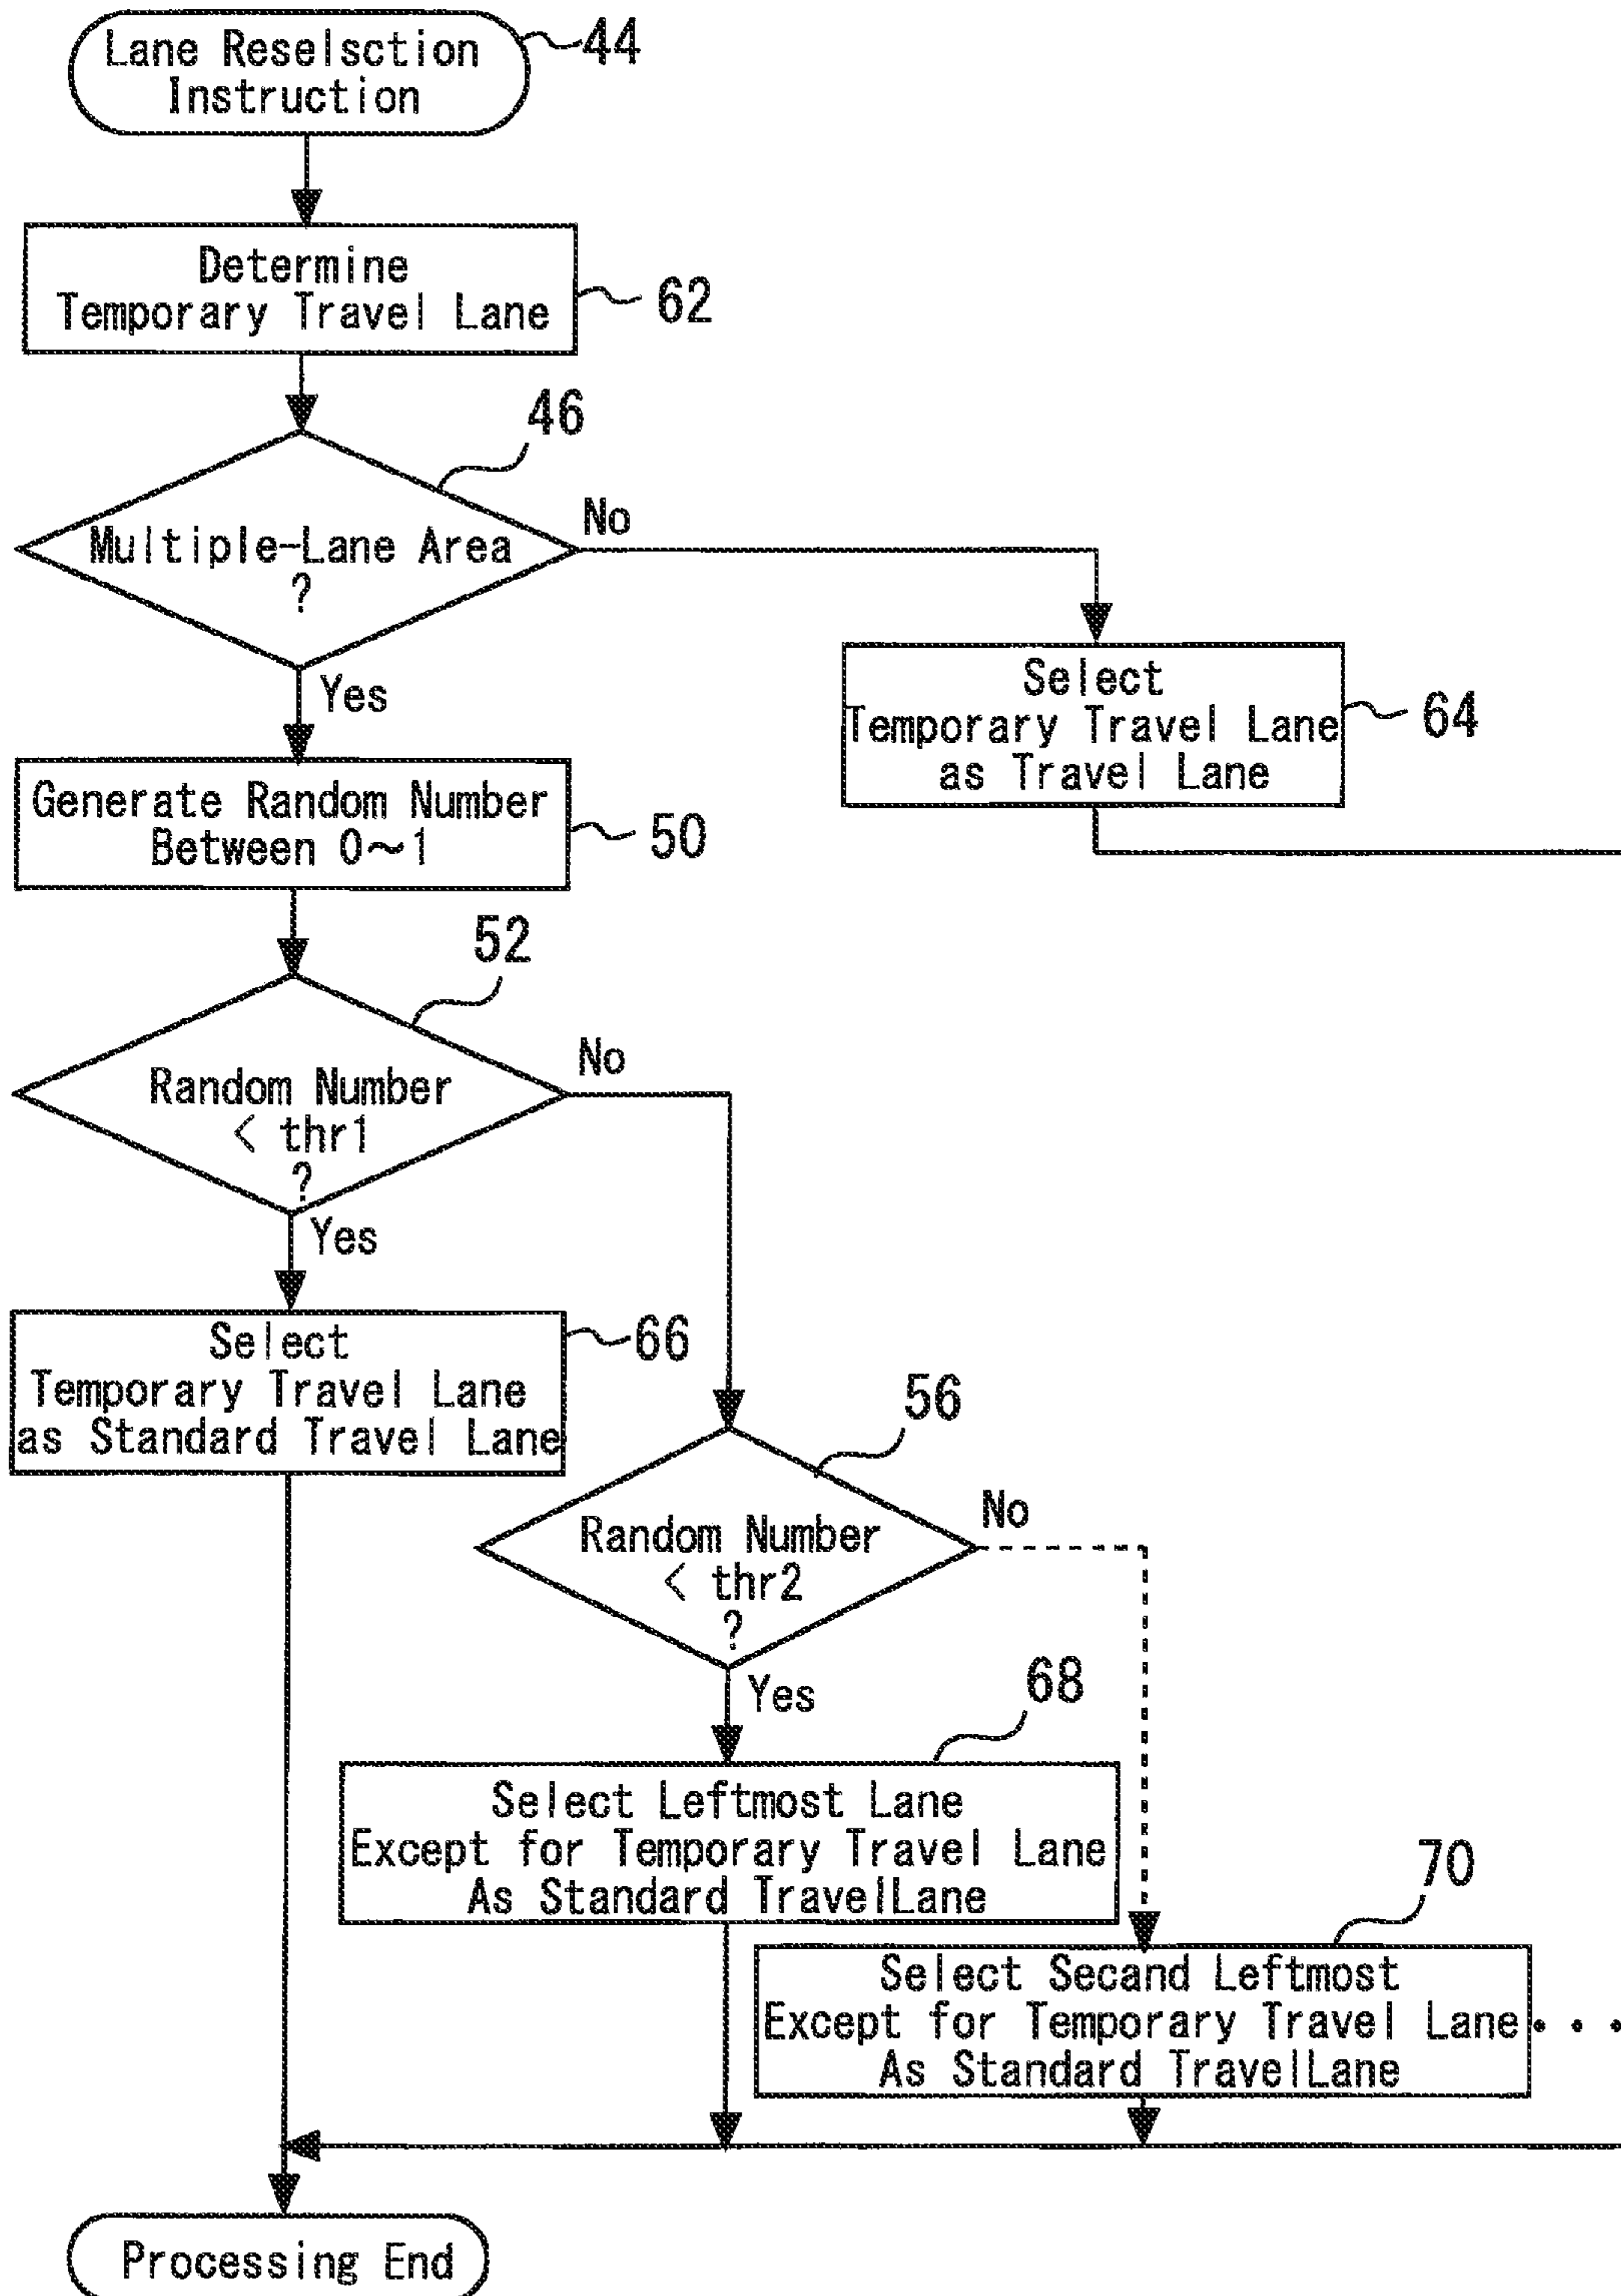 Lane Reselsction
Instruction
44
Determine
Temporary Travel Lane
62
46
Multiple-Lane Area
?
No
Yes
Select
Temporary Travel Lane
as Travel Lane
64
Generate Random Number
Between 0~1
50
52
Random Number
< thr1
?
No
Yes
Select
Temporary Travel Lane
as Standard Travel Lane
66
56
Random Number
< thr2
?
No
Yes
68
Select Leftmost Lane
Except for Temporary Travel Lane
As Standard TravelLane
70
Select Secand Leftmost
Except for Temporary Travel Lane
As Standard TravelLane
...
Processing End